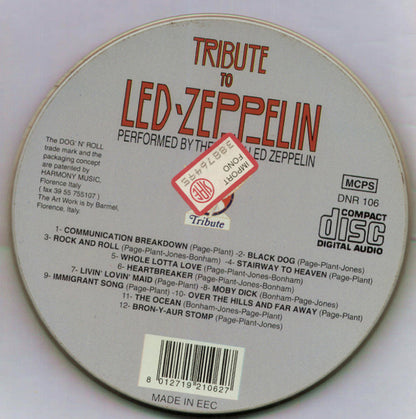 TRIBUTE
TO
LED-ZEPPELIN
PERFORMED BY THE ED ZEPPELIN
The DOG 'N' ROLL
trade mark and the
packaging concept
are patented by
HARMONY MUSIC,
Florence Italy
( fax 39 55 755107 )
The Art Work is by Barmel,
Florence, Italy.
IMPORT
FONO
3887649S
Tribute
MCPS
DNR 106
COMPACT
disc
DIGITAL AUDIO
1- COMMUNICATION BREAKDOWN (Page-Plant) -2- BLACK DOG (Page-Plant-Jones)
3- ROCK AND ROLL (Page-Plant-Jones-Bonham) -4- STAIRWAY TO HEAVEN (Page-Plant)
5- WHOLE LOTTA LOVE (Page-Plant-Jones-Bonham)
6- HEARTBREAKER (Page-Plant-Jones-Bonham)
7- LIVIN' LOVIN' MAID (Page-Plant) -8- MOBY DICK (Bonham-Page-Jones)
9- IMMIGRANT SONG (Page-Plant) -10- OVER THE HILLS AND FAR AWAY (Page-Plant)
11- THE OCEAN (Bonham-Page-Plant-Jones)
12- BRON-Y-AUR STOMP (Page-Plant-Jones)
8 012719 210627
MADE IN EEC